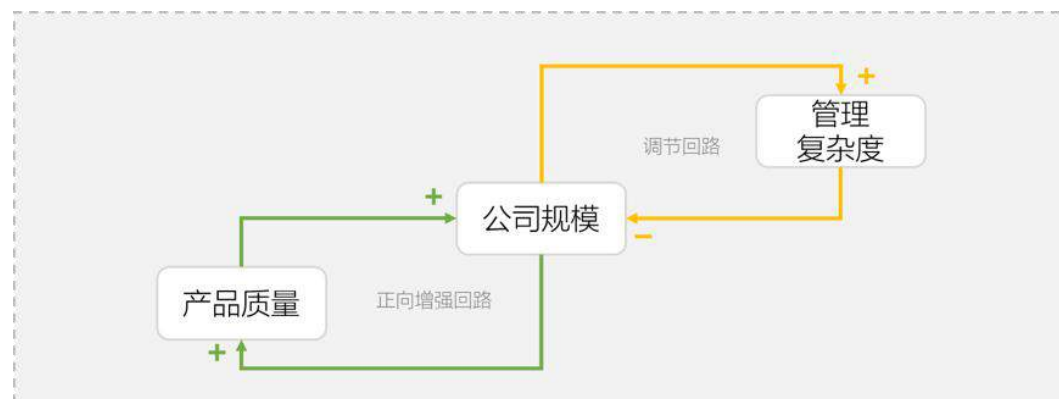 +
管理
复杂度
调节回路
+
公司规模
−
产品质量
正向增强回路
+